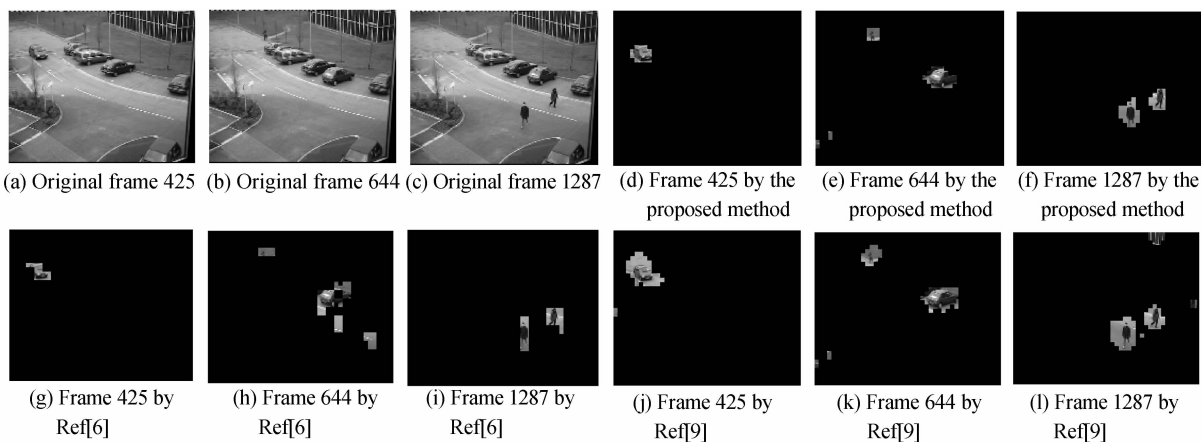 (a) Original frame 425
(b) Original frame 644
(c) Original frame 1287
(d) Frame 425 by the
proposed method
(e) Frame 644 by the
proposed method
(f) Frame 1287 by the
proposed method
(g) Frame 425 by
Ref[6]
(h) Frame 644 by
Ref[6]
(i) Frame 1287 by
Ref[6]
(j) Frame 425 by
Ref[9]
(k) Frame 644 by
Ref[9]
(l) Frame 1287 by
Ref[9]